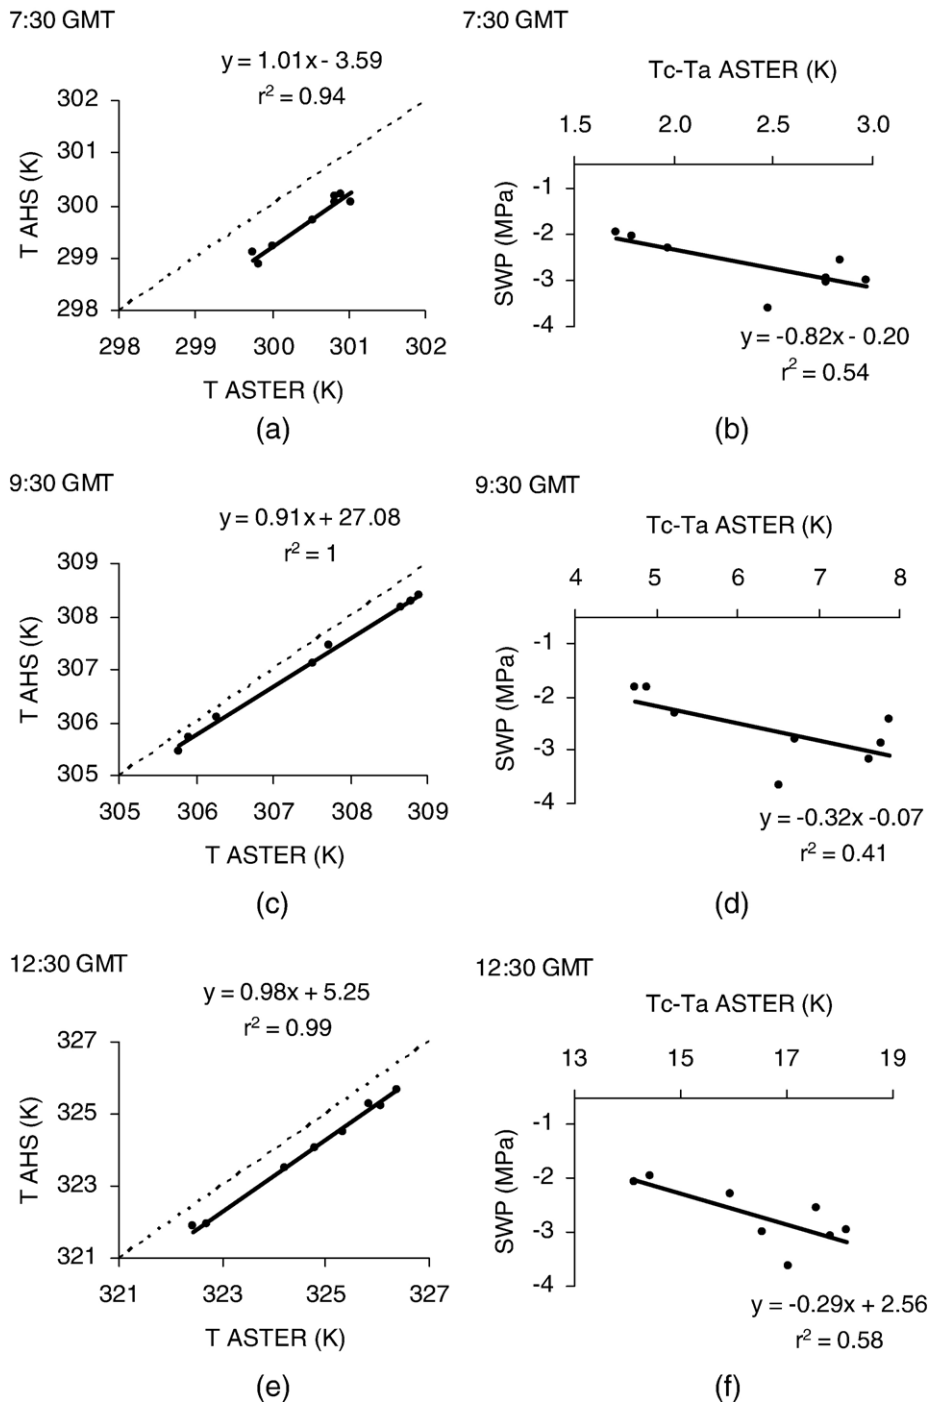 7:30 GMT
y = 1.01x - 3.59
r² = 0.94
302
301
300
299
298
T AHS (K)
298 299 300 301 302
T ASTER (K)
(a)
7:30 GMT
Tc-Ta ASTER (K)
1.5 2.0 2.5 3.0
-1
-2
-3
-4
SWP (MPa)
y = -0.82x - 0.20
r² = 0.54
(b)
9:30 GMT
y = 0.91x + 27.08
r² = 1
309
308
307
306
305
T AHS (K)
305 306 307 308 309
T ASTER (K)
(c)
9:30 GMT
Tc-Ta ASTER (K)
4 5 6 7 8
-1
-2
-3
-4
SWP (MPa)
y = -0.32x -0.07
r² = 0.41
(d)
12:30 GMT
y = 0.98x + 5.25
r² = 0.99
327
325
323
321
T AHS (K)
321 323 325 327
T ASTER (K)
(e)
12:30 GMT
Tc-Ta ASTER (K)
13 15 17 19
-1
-2
-3
-4
SWP (MPa)
y = -0.29x + 2.56
r² = 0.58
(f)